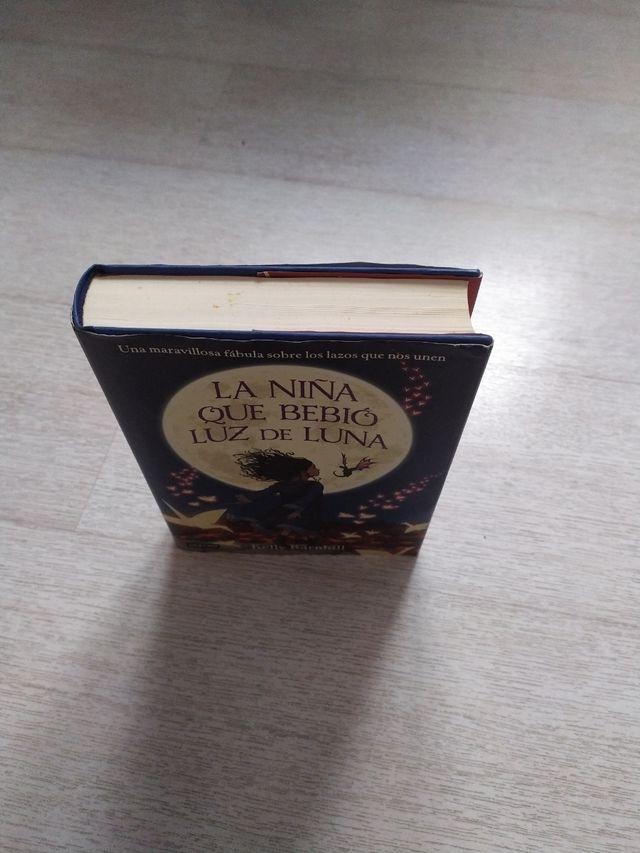 Una maravillosa fábula sobre los lazos que nos unen
LA NIÑA
QUE BEBIÓ
LUZ DE LUNA
Kelly Barnhill